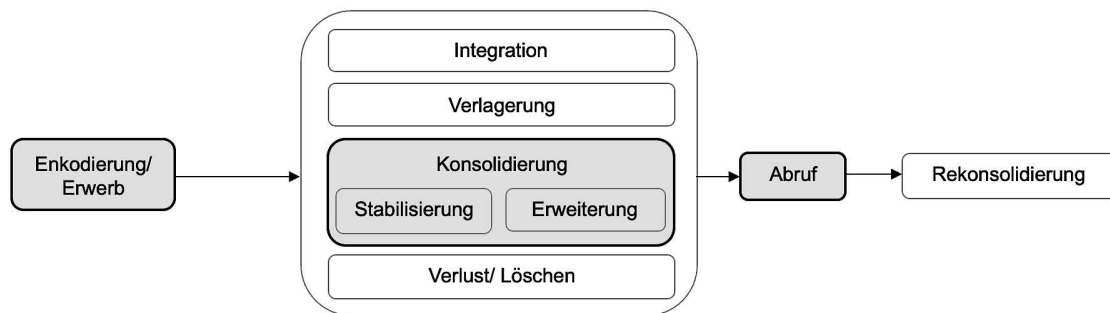 Integration
Verlagerung
Enkodierung/
Erwerb
Konsolidierung
Stabilisierung
Erweiterung
Verlust/ Löschen
Abruf
Rekonsolidierung